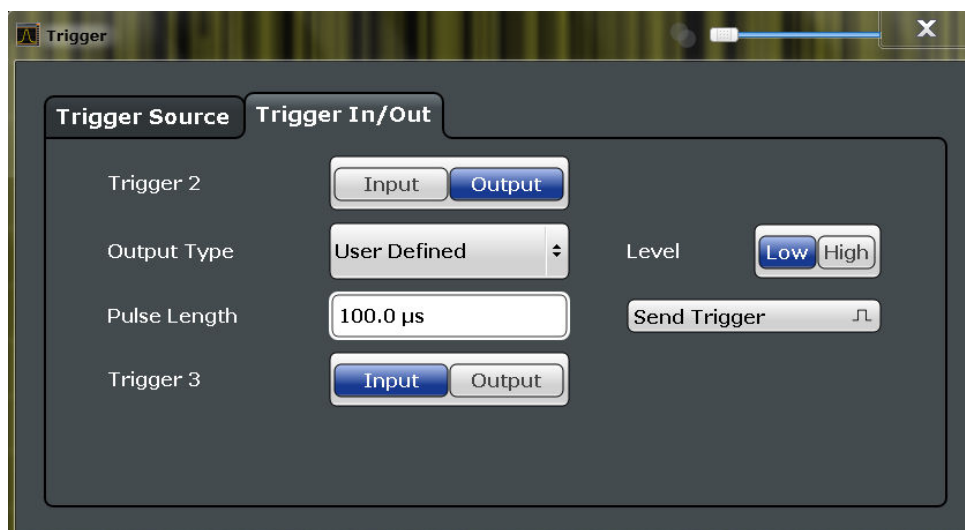 Trigger
X
Trigger Source Trigger In/Out
Trigger 2 Input Output
Output Type User Defined Level Low High
Pulse Length 100.0 µs Send Trigger
Trigger 3 Input Output